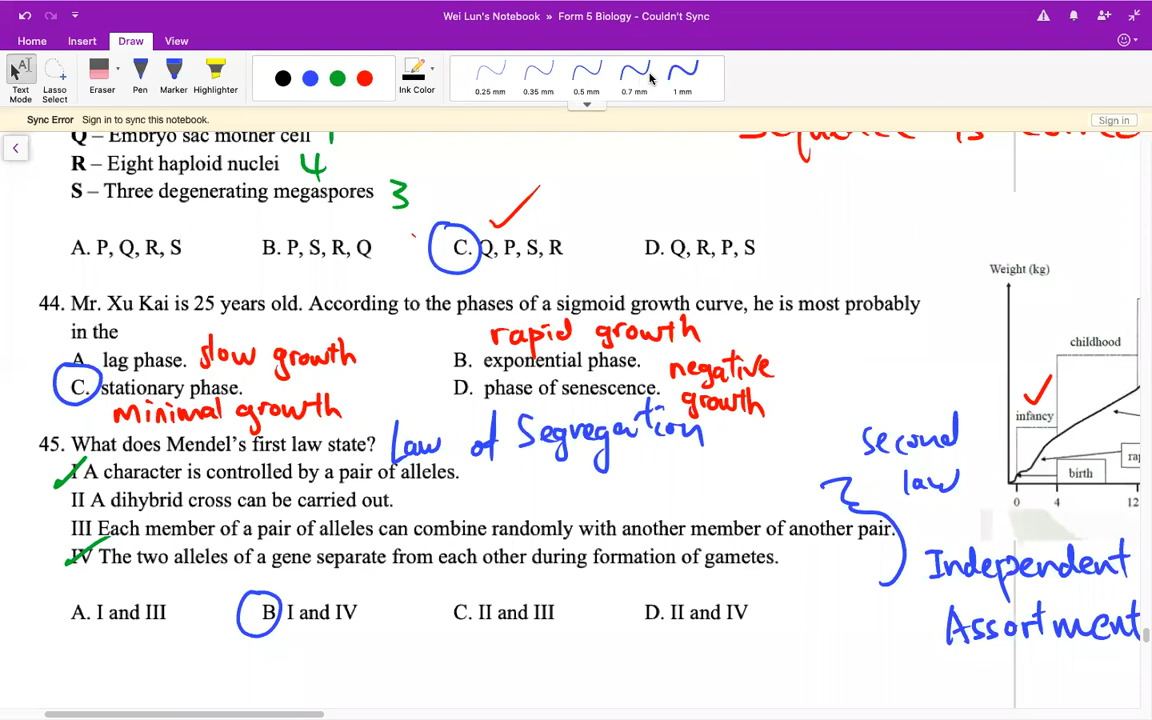 Wei Lun's Notebook » Form 5 Biology - Couldn't Sync
Home Insert Draw View
Text Mode
Lasso Select
Eraser
Pen
Marker
Highlighter
Ink Color
0.25 mm 0.35 mm 0.5 mm 0.7 mm 1 mm
Sync Error Sign in to sync this notebook.
Sign in
Q – Embryo sac mother cell 1
Sequence is
R – Eight haploid nuclei 4
S – Three degenerating megaspores 3
A. P, Q, R, S B. P, S, R, Q C. Q, P, S, R D. Q, R, P, S
44. Mr. Xu Kai is 25 years old. According to the phases of a sigmoid growth curve, he is most probably
in the
rapid growth
A. lag phase. slow growth B. exponential phase.
C. stationary phase. D. phase of senescence. negative growth
minimal growth
45. What does Mendel's first law state? Law of Segregation
I A character is controlled by a pair of alleles.
II A dihybrid cross can be carried out.
III Each member of a pair of alleles can combine randomly with another member of another pair.
IV The two alleles of a gene separate from each other during formation of gametes.
A. I and III B. I and IV C. II and III D. II and IV
second law
Independent
Assortment
Weight (kg)
childhood
infancy
birth
0 4 12